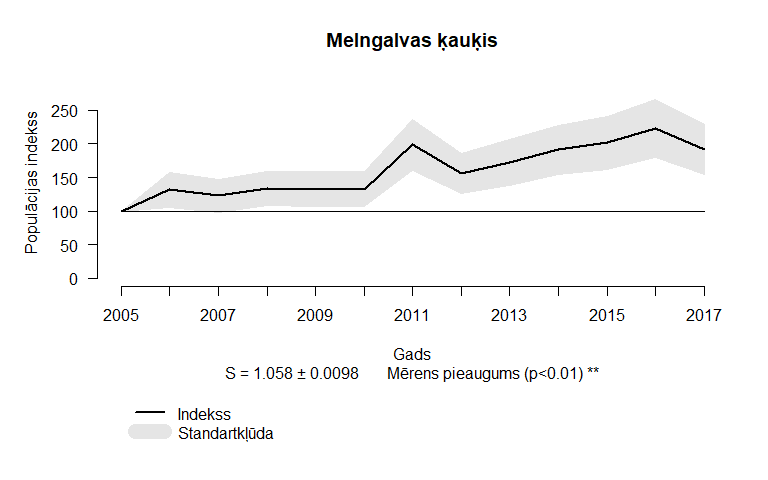 Melngalvas ķauķis
Populācijas indekss
250
200
150
100
50
0
2005 2007 2009 2011 2013 2015 2017
Gads
S = 1.058 ± 0.0098 Mērens pieaugums (p<0.01) **
Indekss
Standartkļūda